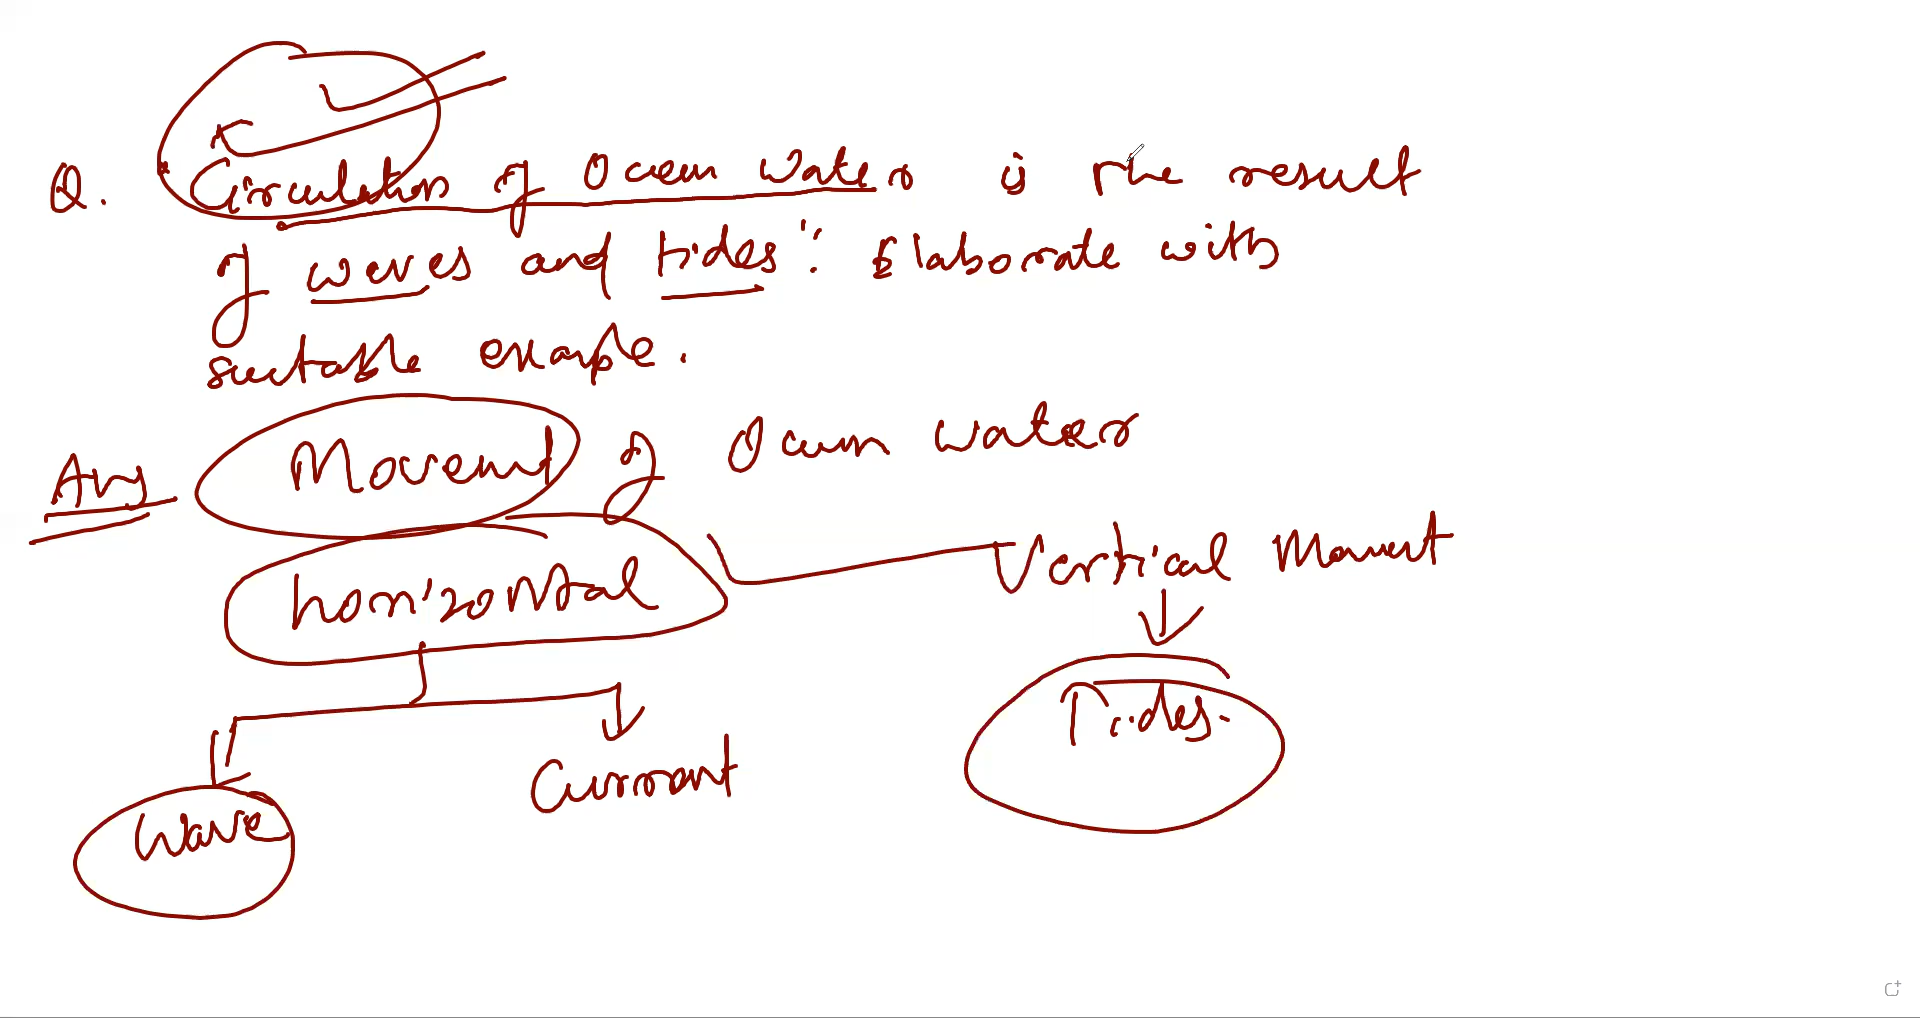 Q. "Circulation of Ocean Water is the result
of waves and tides". Elaborate with
suitable example.
Ans Movement of Ocean water
horizontal Vertical Movement
Wave Current Tides.